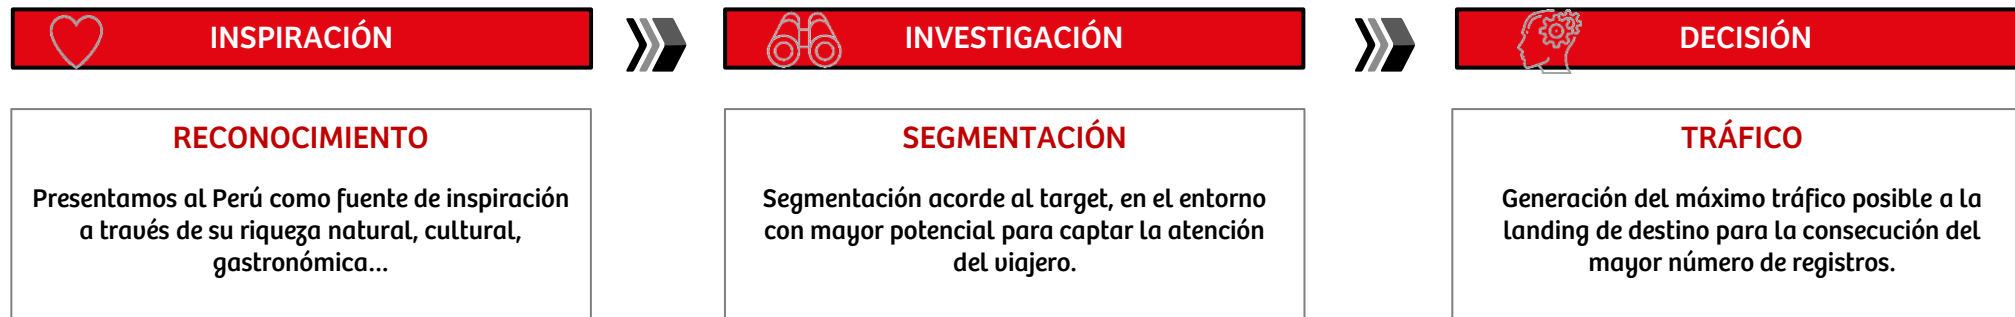 INSPIRACIÓN
INVESTIGACIÓN
DECISIÓN
RECONOCIMIENTO
Presentamos al Perú como fuente de inspiración
a través de su riqueza natural, cultural,
gastronómica...
SEGMENTACIÓN
Segmentación acorde al target, en el entorno
con mayor potencial para captar la atención
del viajero.
TRÁFICO
Generación del máximo tráfico posible a la
landing de destino para la consecución del
mayor número de registros.